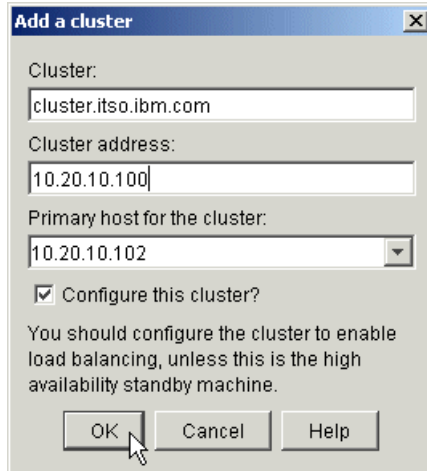 Add a cluster
Cluster:
cluster.itso.ibm.com
Cluster address:
10.20.10.100
Primary host for the cluster:
10.20.10.102
Configure this cluster?
You should configure the cluster to enable
load balancing, unless this is the high
availability standby machine.
OK Cancel Help